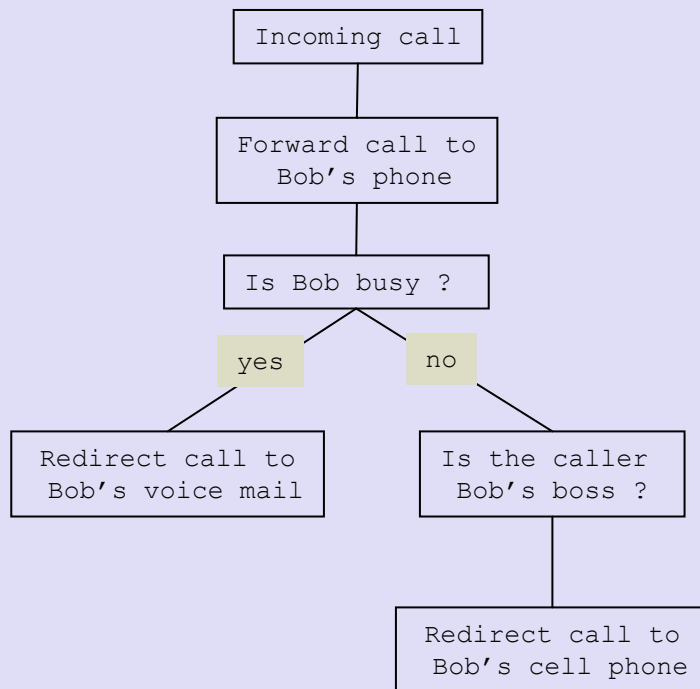 Incoming call
Forward call to
Bob's phone
Is Bob busy ?
yes
no
Redirect call to
Bob's voice mail
Is the caller
Bob's boss ?
Redirect call to
Bob's cell phone